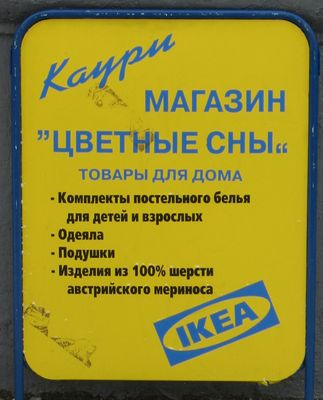 Каури
МАГАЗИН
”ЦВЕТНЫЕ СНЫ“
ТОВАРЫ ДЛЯ ДОМА
- Комплекты постельного белья
для детей и взрослых
- Одеяла
- Подушки
- Изделия из 100% шерсти
австрийского мериноса
IKEA